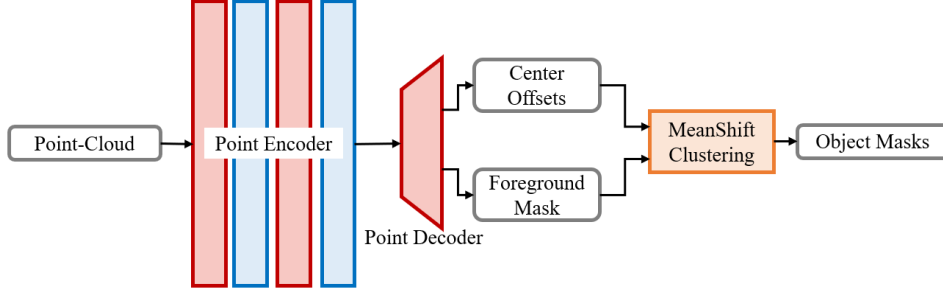 Point-Cloud
Point Encoder
Point Decoder
Center
Offsets
Foreground
Mask
MeanShift
Clustering
Object Masks